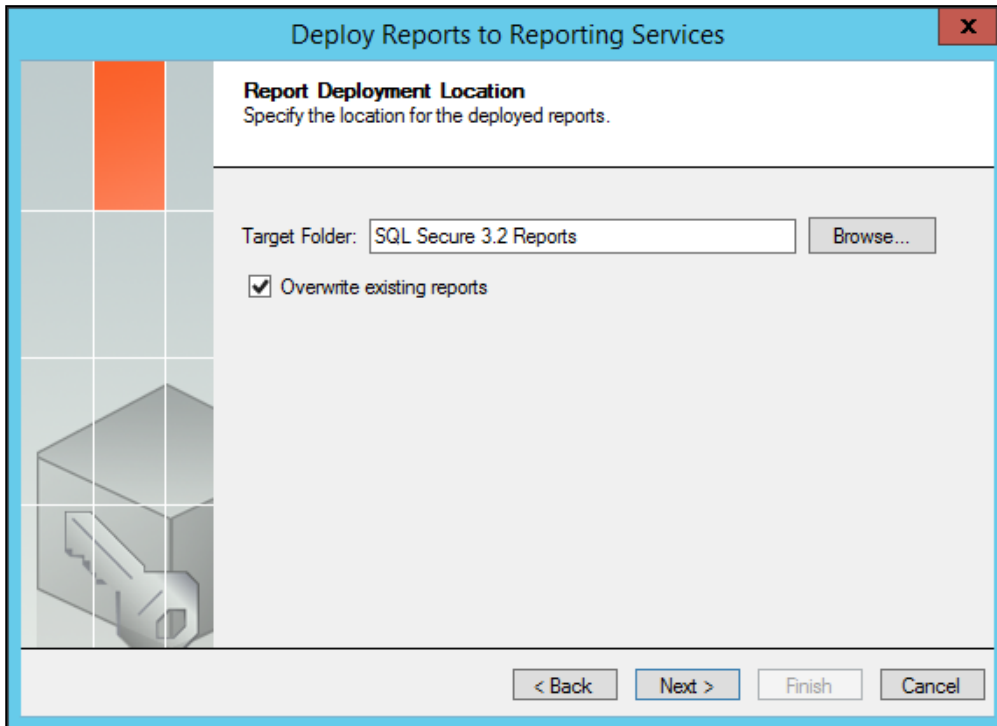 Deploy Reports to Reporting Services
x
Report Deployment Location
Specify the location for the deployed reports.
Target Folder: SQL Secure 3.2 Reports Browse...
Overwrite existing reports
< Back Next > Finish Cancel